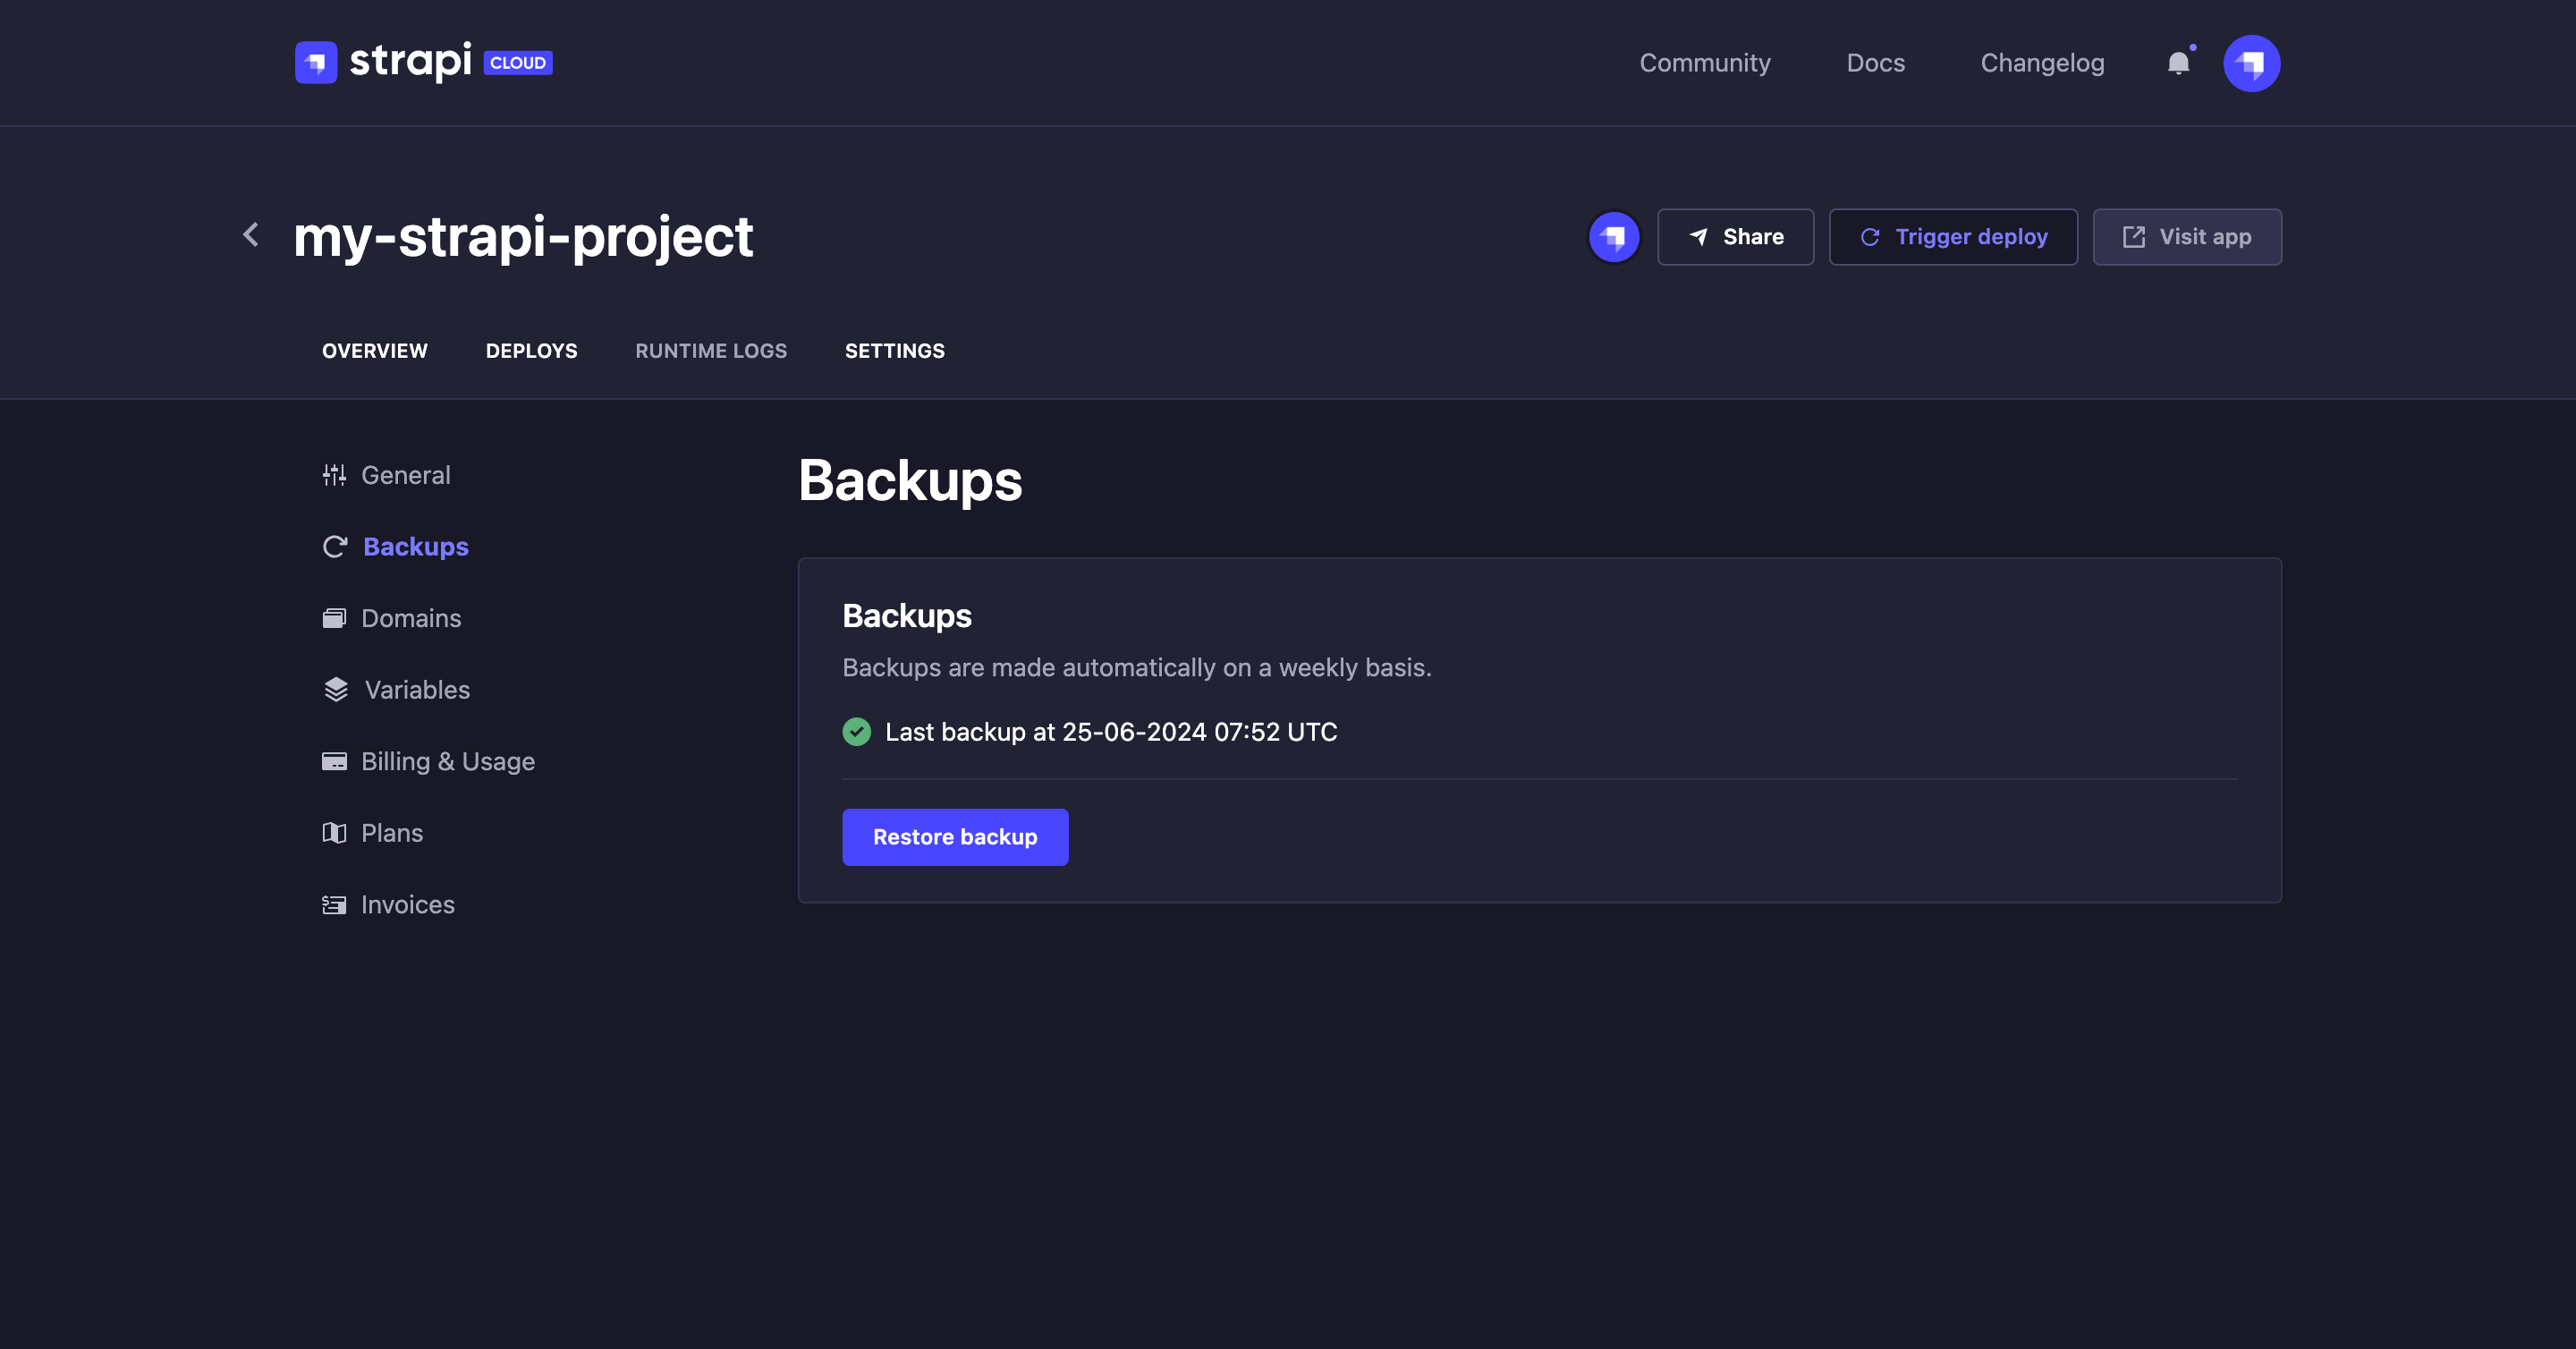 strapi CLOUD
Community Docs Changelog
my-strapi-project
Share Trigger deploy Visit app
OVERVIEW DEPLOYS RUNTIME LOGS SETTINGS
General
Backups
Domains
Variables
Billing & Usage
Plans
Invoices
Backups
Backups
Backups are made automatically on a weekly basis.
Last backup at 25-06-2024 07:52 UTC
Restore backup